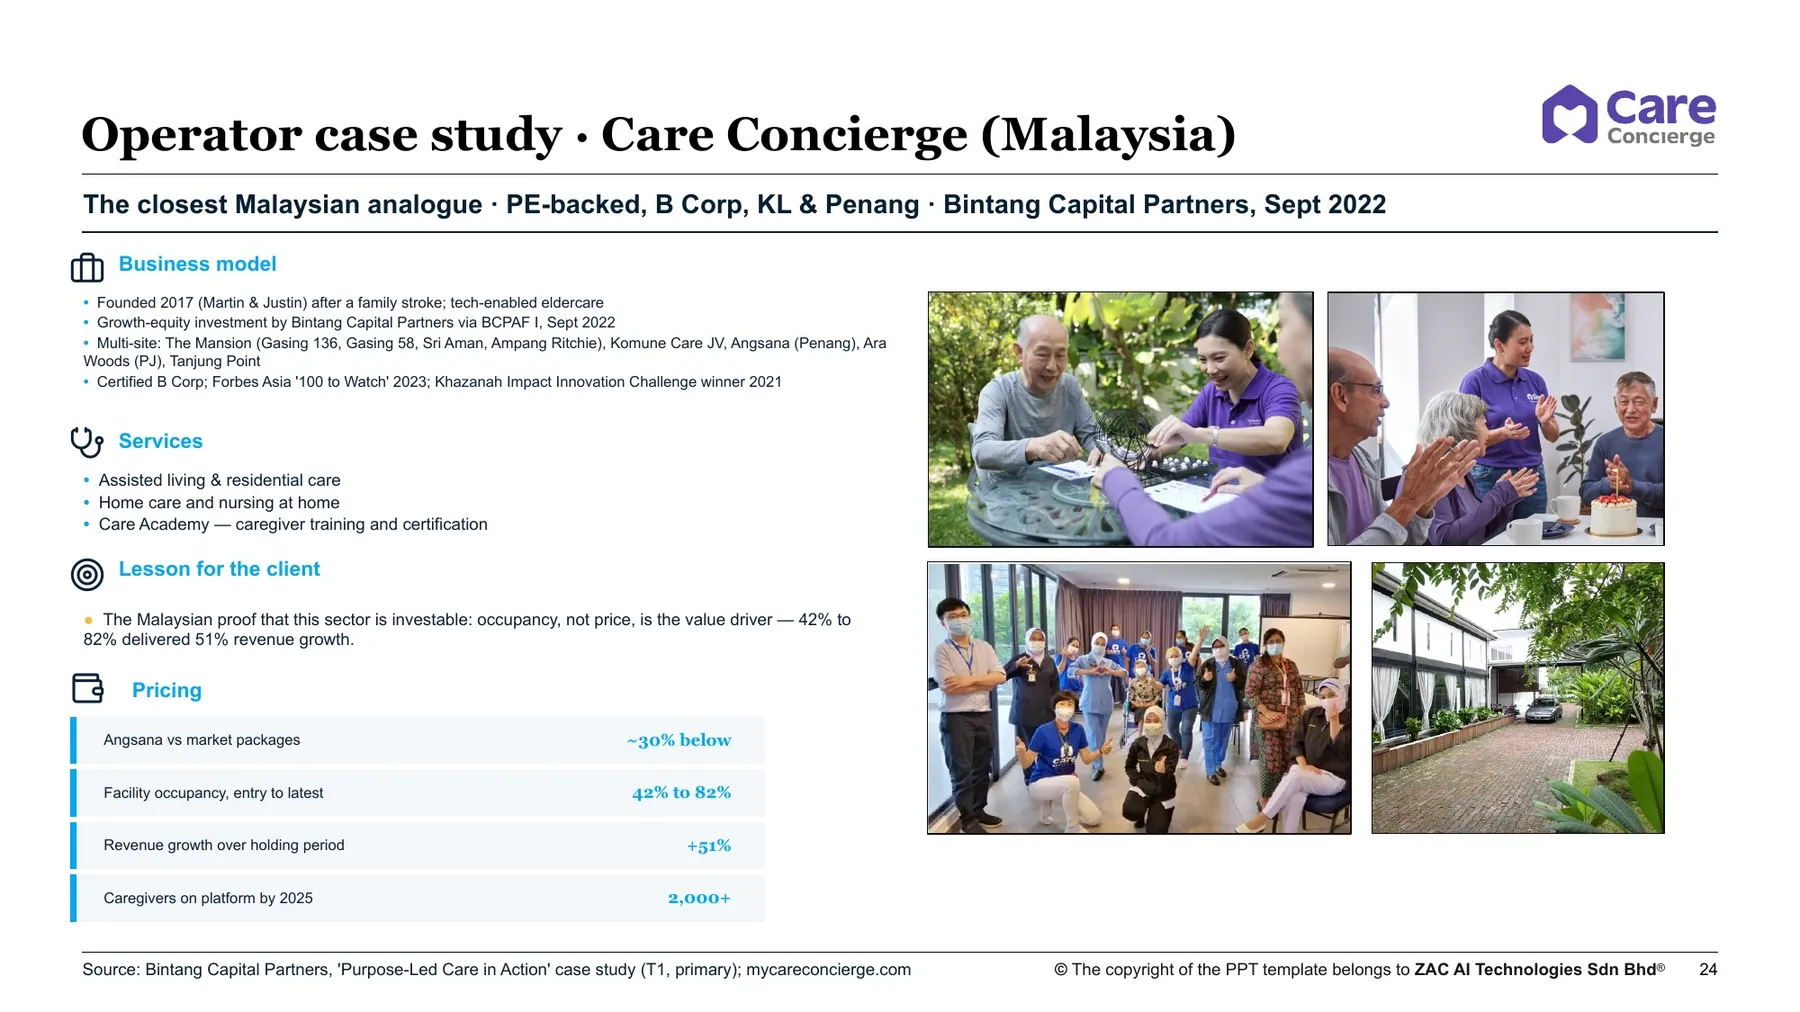 Operator case study · Care Concierge (Malaysia)
Care
Concierge
The closest Malaysian analogue · PE-backed, B Corp, KL & Penang · Bintang Capital Partners, Sept 2022
Business model
• Founded 2017 (Martin & Justin) after a family stroke; tech-enabled eldercare
• Growth-equity investment by Bintang Capital Partners via BCPAF I, Sept 2022
• Multi-site: The Mansion (Gasing 136, Gasing 58, Sri Aman, Ampang Ritchie), Komune Care JV, Angsana (Penang), Ara
Woods (PJ), Tanjung Point
• Certified B Corp; Forbes Asia '100 to Watch' 2023; Khazanah Impact Innovation Challenge winner 2021
Services
• Assisted living & residential care
• Home care and nursing at home
• Care Academy — caregiver training and certification
Lesson for the client
• The Malaysian proof that this sector is investable: occupancy, not price, is the value driver — 42% to
82% delivered 51% revenue growth.
Pricing
Angsana vs market packages ~30% below
Facility occupancy, entry to latest 42% to 82%
Revenue growth over holding period +51%
Caregivers on platform by 2025 2,000+
Source: Bintang Capital Partners, 'Purpose-Led Care in Action' case study (T1, primary); mycareconcierge.com
© The copyright of the PPT template belongs to ZAC AI Technologies Sdn Bhd® 24